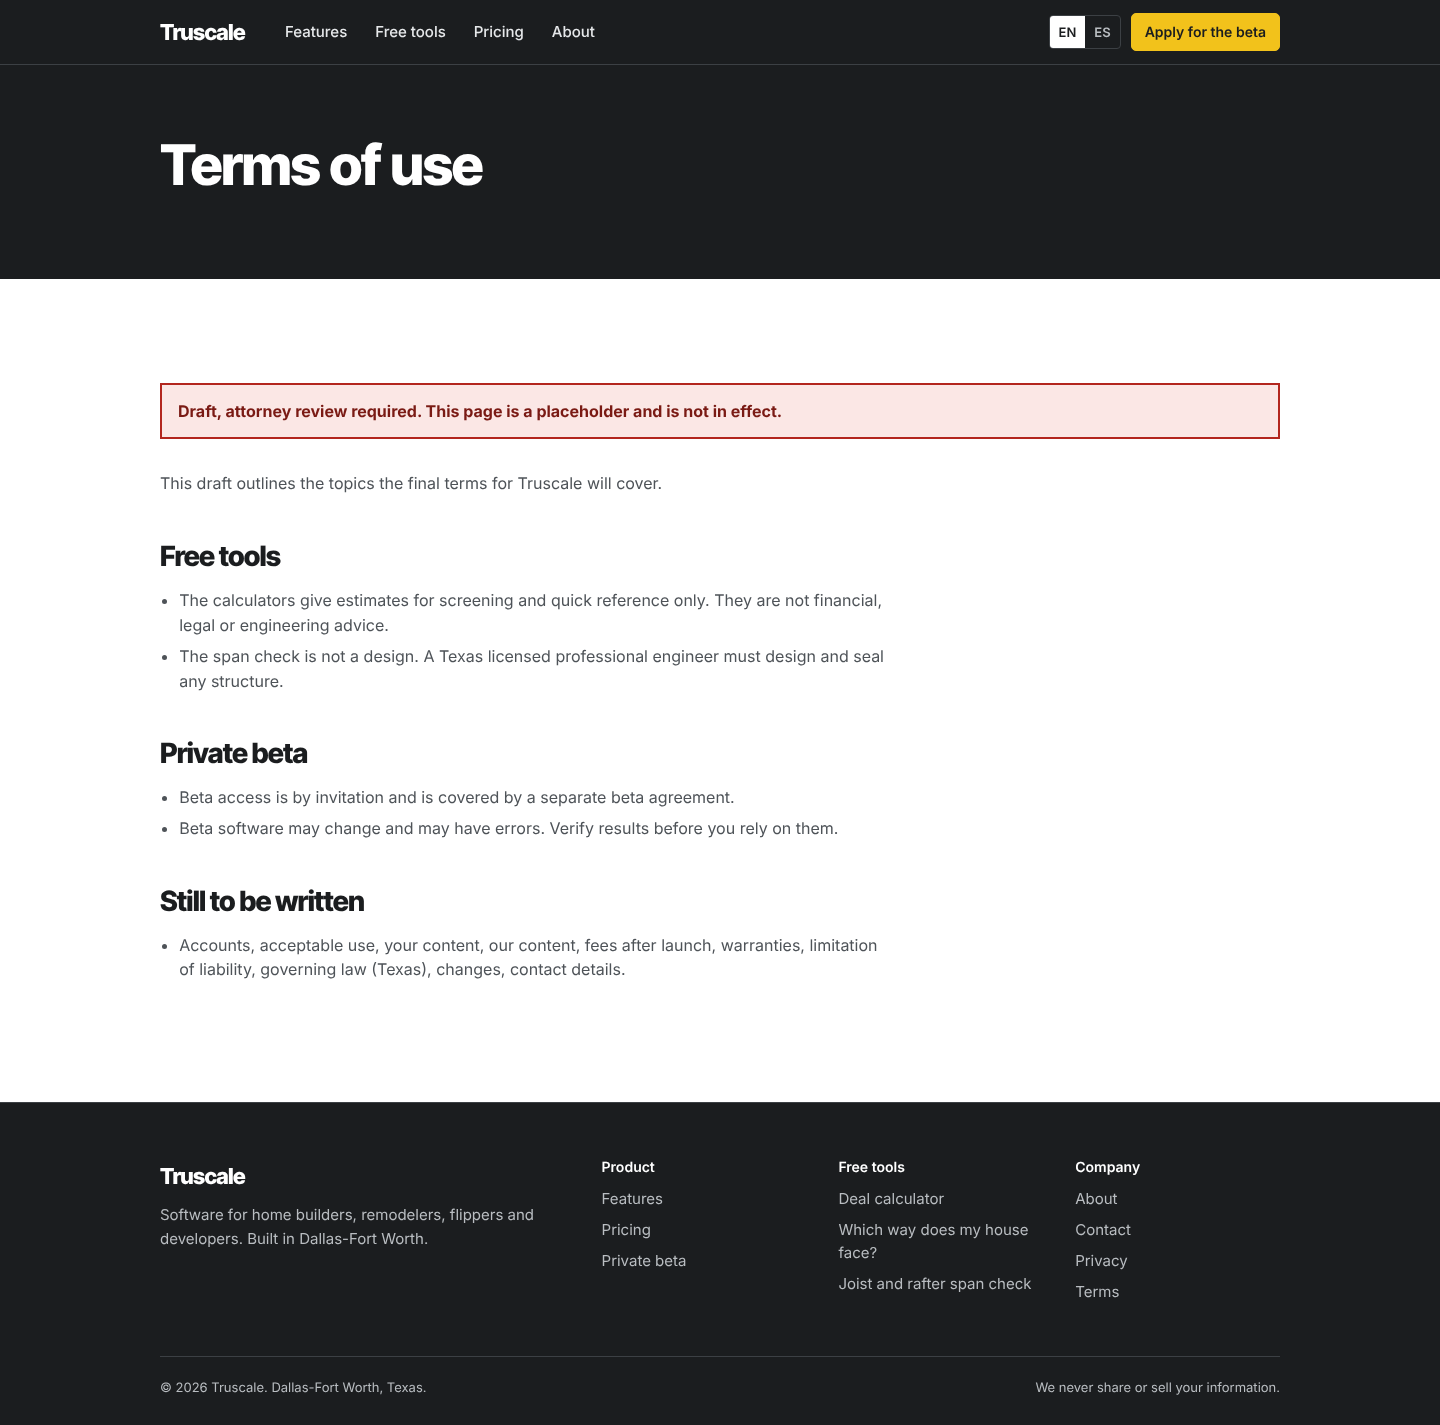 Truscale Features Free tools Pricing About EN ES Apply for the beta
Terms of use
Draft, attorney review required. This page is a placeholder and is not in effect.
This draft outlines the topics the final terms for Truscale will cover.
Free tools
• The calculators give estimates for screening and quick reference only. They are not financial,
legal or engineering advice.
• The span check is not a design. A Texas licensed professional engineer must design and seal
any structure.
Private beta
• Beta access is by invitation and is covered by a separate beta agreement.
• Beta software may change and may have errors. Verify results before you rely on them.
Still to be written
• Accounts, acceptable use, your content, our content, fees after launch, warranties, limitation
of liability, governing law (Texas), changes, contact details.
Truscale
Software for home builders, remodelers, flippers and
developers. Built in Dallas-Fort Worth.
Product
Features
Pricing
Private beta
Free tools
Deal calculator
Which way does my house
face?
Joist and rafter span check
Company
About
Contact
Privacy
Terms
© 2026 Truscale. Dallas-Fort Worth, Texas.
We never share or sell your information.